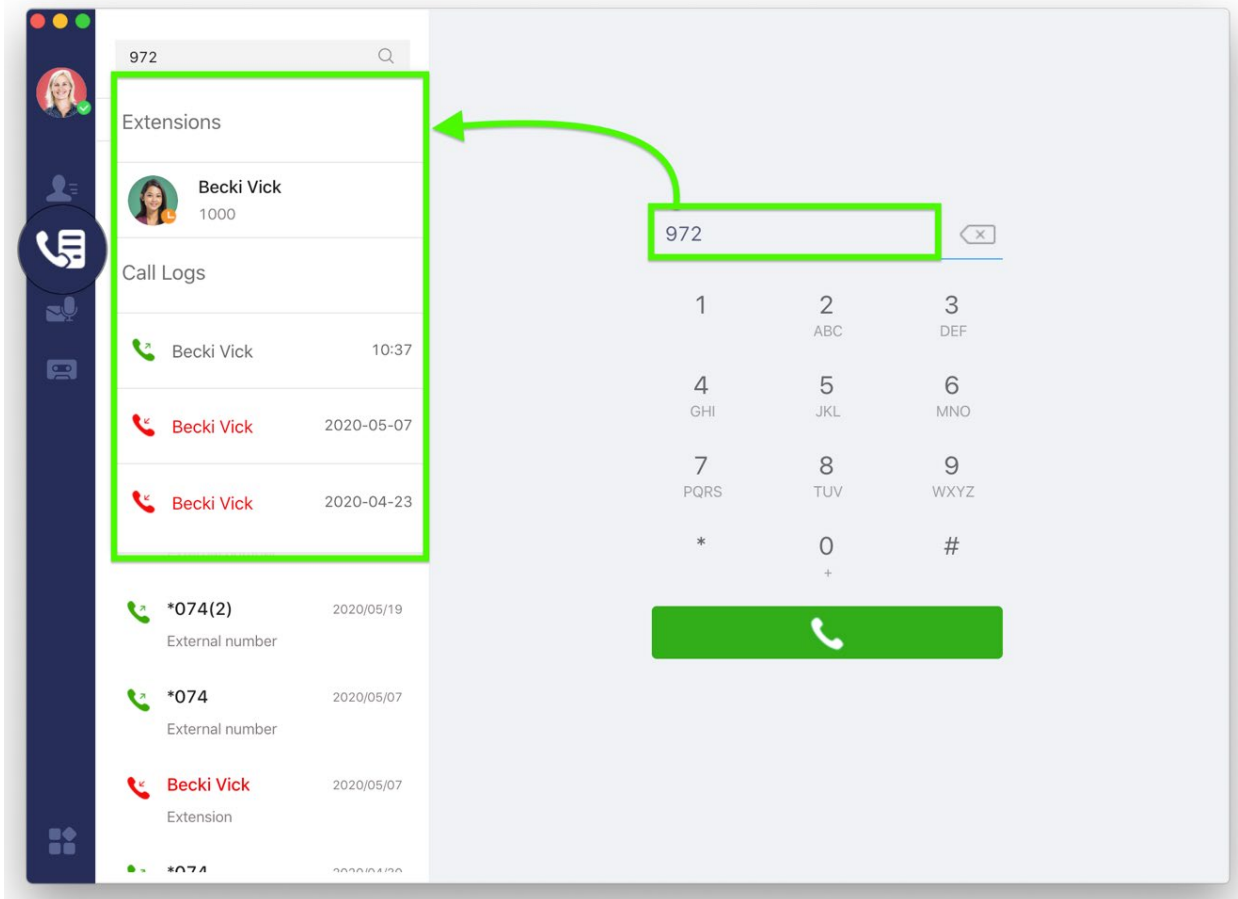 972
Extensions
Becki Vick
1000
Call Logs
Becki Vick 10:37
Becki Vick 2020-05-07
Becki Vick 2020-04-23
*074(2) 2020/05/19
External number
*074 2020/05/07
External number
Becki Vick 2020/05/07
Extension
*074
972
1 2 3
ABC DEF
4 5 6
GHI JKL MNO
7 8 9
PQRS TUV WXYZ
* 0 #
+